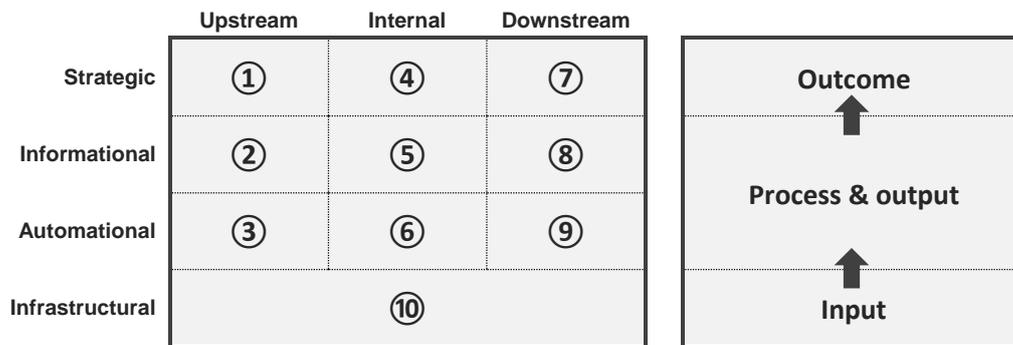 Upstream Internal Downstream
Strategic ① ④ ⑦ Outcome
Informational ② ⑤ ⑧
Process & output
Automational ③ ⑥ ⑨
Infrastructural ⑩ Input